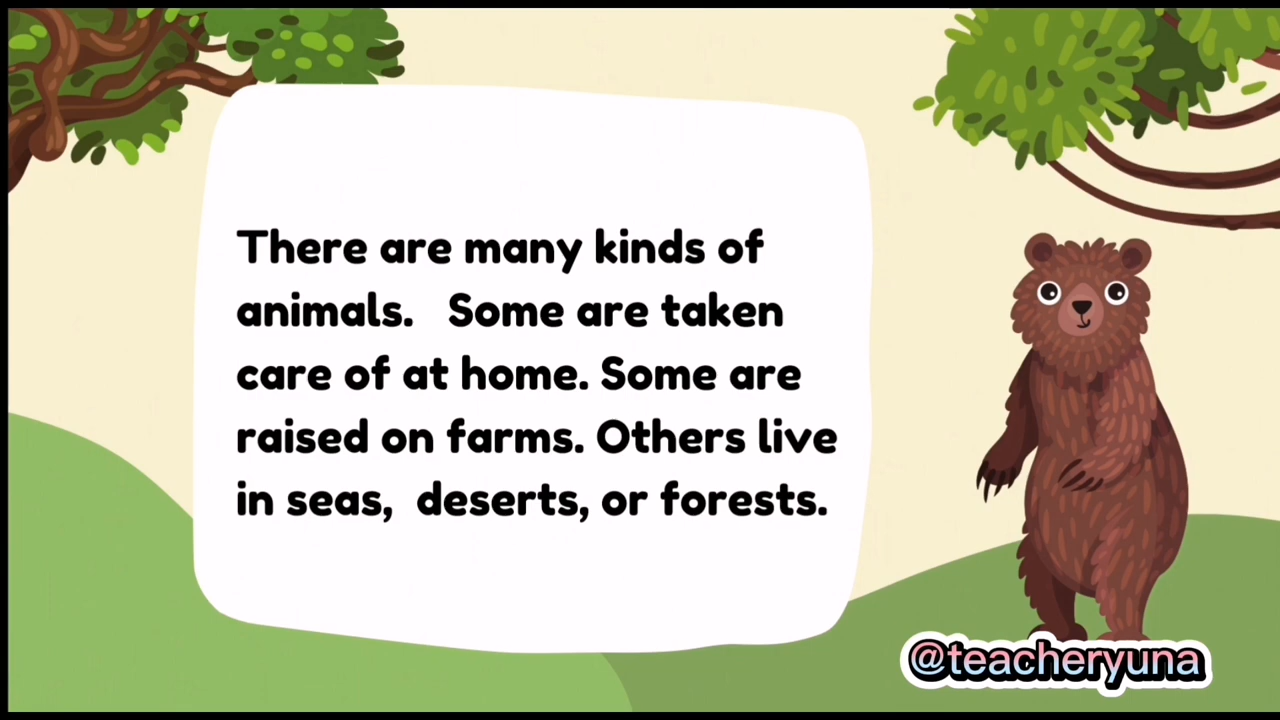 There are many kinds of
animals.   Some are taken
care of at home. Some are
raised on farms. Others live
in seas,  deserts, or forests.
@teacheryuna